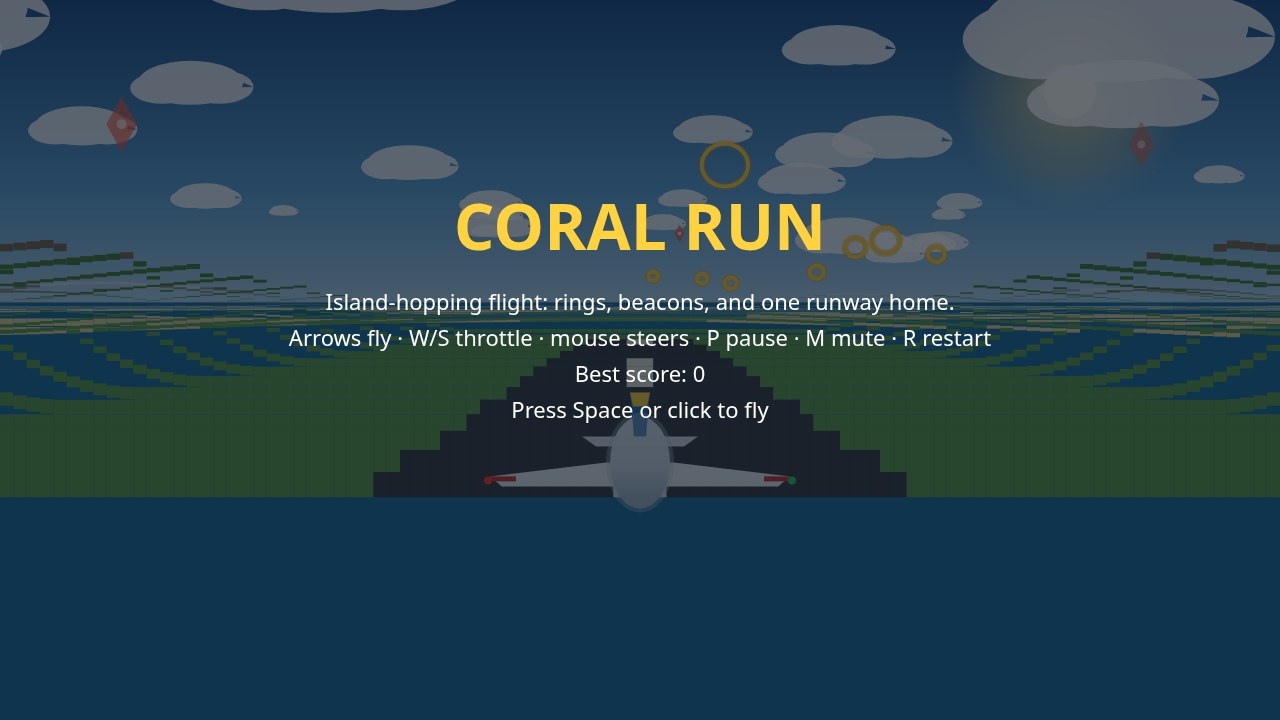 CORAL RUN
Island-hopping flight: rings, beacons, and one runway home.
Arrows fly · W/S throttle · mouse steers · P pause · M mute · R restart
Best score: 0
Press Space or click to fly